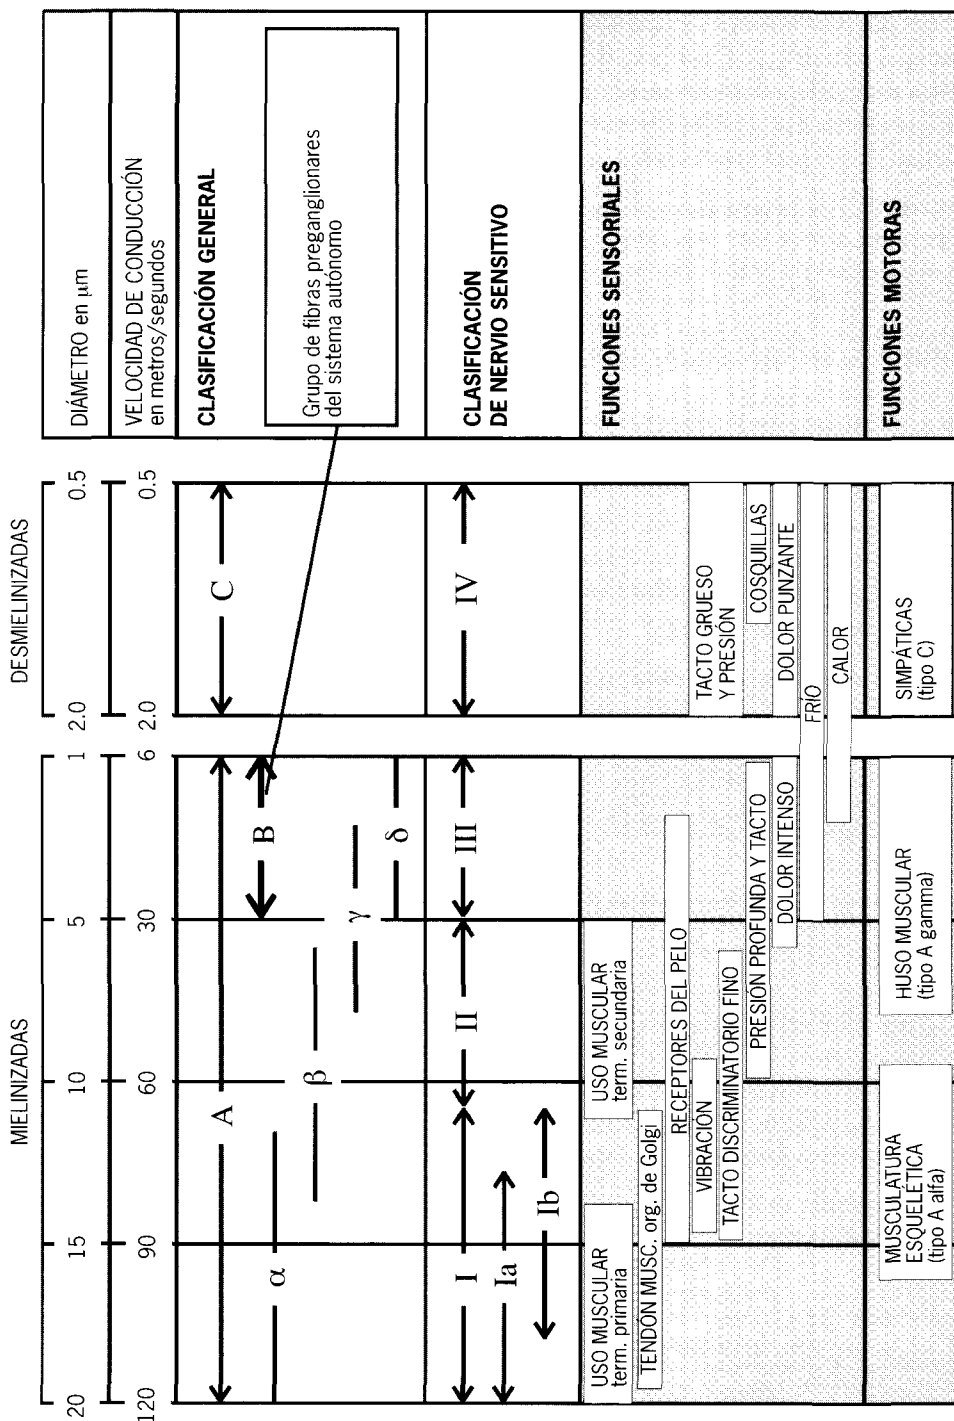 MIELINIZADAS
DESMIELINIZADAS
20 15 10 5 1 2.0 0.5
DIÁMETRO en μm
120 90 60 30 6 2.0 0.5
VELOCIDAD DE CONDUCCIÓN
en metros/segundos
CLASIFICACIÓN GENERAL
A
C
B
α
β
γ
δ
Grupo de fibras preganglionares
del sistema autónomo
CLASIFICACIÓN
DE NERVIO SENSITIVO
I
II
III
IV
Ia
Ib
FUNCIONES SENSORIALES
USO MUSCULAR
term. primaria
USO MUSCULAR
term. secundaria
TENDÓN MUSC. org. de Golgi
RECEPTORES DEL PELO
VIBRACIÓN
TACTO DISCRIMINATORIO FINO
PRESIÓN PROFUNDA Y TACTO
DOLOR INTENSO
TACTO GRUESO
Y PRESIÓN
COSQUILLAS
DOLOR PUNZANTE
FRÍO
CALOR
FUNCIONES MOTORAS
MUSCULATURA
ESQUELÉTICA
(tipo A alfa)
HUSO MUSCULAR
(tipo A gamma)
SIMPÁTICAS
(tipo C)